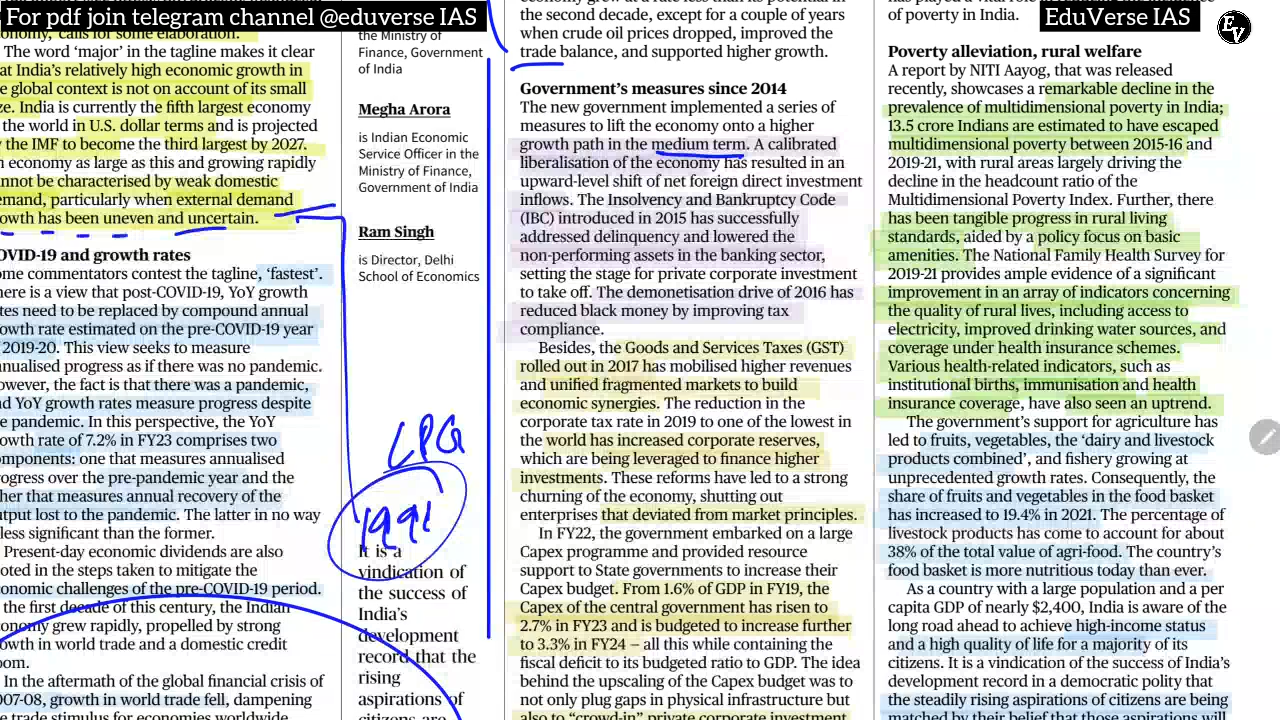 For pdf join telegram channel @eduverse IAS
EduVerse IAS
EV
onomy,' calls for some elaboration.
The word ‘major’ in the tagline makes it clear
at India’s relatively high economic growth in
e global context is not on account of its small
ze. India is currently the fifth largest economy
the world in U.S. dollar terms and is projected
y the IMF to become the third largest by 2027.
n economy as large as this and growing rapidly
annot be characterised by weak domestic
emand, particularly when external demand
owth has been uneven and uncertain.
OVID-19 and growth rates
ome commentators contest the tagline, ‘fastest’.
here is a view that post-COVID-19, YoY growth
tes need to be replaced by compound annual
owth rate estimated on the pre-COVID-19 year
2019-20. This view seeks to measure
nnualised progress as if there was no pandemic.
owever, the fact is that there was a pandemic,
nd YoY growth rates measure progress despite
e pandemic. In this perspective, the YoY
owth rate of 7.2% in FY23 comprises two
omponents: one that measures annualised
rogress over the pre-pandemic year and the
ther that measures annual recovery of the
utput lost to the pandemic. The latter in no way
less significant than the former.
Present-day economic dividends are also
oted in the steps taken to mitigate the
onomic challenges of the pre-COVID-19 period.
the first decade of this century, the Indian
onomy grew rapidly, propelled by strong
owth in world trade and a domestic credit
oom.
In the aftermath of the global financial crisis of
007-08, growth in world trade fell, dampening
e trade stimulus for economies worldwide
the Ministry of
Finance, Government
of India
Megha Arora
is Indian Economic
Service Officer in the
Ministry of Finance,
Government of India
Ram Singh
is Director, Delhi
School of Economics
LPG
1991
It is a
vindication of
the success of
India’s
development
record that the
rising
aspirations of
citizens are
economy grew at a rate less than its potential in
the second decade, except for a couple of years
when crude oil prices dropped, improved the
trade balance, and supported higher growth.
Government’s measures since 2014
The new government implemented a series of
measures to lift the economy onto a higher
growth path in the medium term. A calibrated
liberalisation of the economy has resulted in an
upward-level shift of net foreign direct investment
inflows. The Insolvency and Bankruptcy Code
(IBC) introduced in 2015 has successfully
addressed delinquency and lowered the
non-performing assets in the banking sector,
setting the stage for private corporate investment
to take off. The demonetisation drive of 2016 has
reduced black money by improving tax
compliance.
Besides, the Goods and Services Taxes (GST)
rolled out in 2017 has mobilised higher revenues
and unified fragmented markets to build
economic synergies. The reduction in the
corporate tax rate in 2019 to one of the lowest in
the world has increased corporate reserves,
which are being leveraged to finance higher
investments. These reforms have led to a strong
churning of the economy, shutting out
enterprises that deviated from market principles.
In FY22, the government embarked on a large
Capex programme and provided resource
support to State governments to increase their
Capex budget. From 1.6% of GDP in FY19, the
Capex of the central government has risen to
2.7% in FY23 and is budgeted to increase further
to 3.3% in FY24 — all this while containing the
fiscal deficit to its budgeted ratio to GDP. The idea
behind the upscaling of the Capex budget was to
not only plug gaps in physical infrastructure but
also to “crowd-in” private corporate investment
of poverty in India.
Poverty alleviation, rural welfare
A report by NITI Aayog, that was released
recently, showcases a remarkable decline in the
prevalence of multidimensional poverty in India;
13.5 crore Indians are estimated to have escaped
multidimensional poverty between 2015-16 and
2019-21, with rural areas largely driving the
decline in the headcount ratio of the
Multidimensional Poverty Index. Further, there
has been tangible progress in rural living
standards, aided by a policy focus on basic
amenities. The National Family Health Survey for
2019-21 provides ample evidence of a significant
improvement in an array of indicators concerning
the quality of rural lives, including access to
electricity, improved drinking water sources, and
coverage under health insurance schemes.
Various health-related indicators, such as
institutional births, immunisation and health
insurance coverage, have also seen an uptrend.
The government’s support for agriculture has
led to fruits, vegetables, the ‘dairy and livestock
products combined’, and fishery growing at
unprecedented growth rates. Consequently, the
share of fruits and vegetables in the food basket
has increased to 19.4% in 2021. The percentage of
livestock products has come to account for about
38% of the total value of agri-food. The country’s
food basket is more nutritious today than ever.
As a country with a large population and a per
capita GDP of nearly $2,400, India is aware of the
long road ahead to achieve high-income status
and a high quality of life for a majority of its
citizens. It is a vindication of the success of India’s
development record in a democratic polity that
the steadily rising aspirations of citizens are being
matched by their belief that those aspirations will